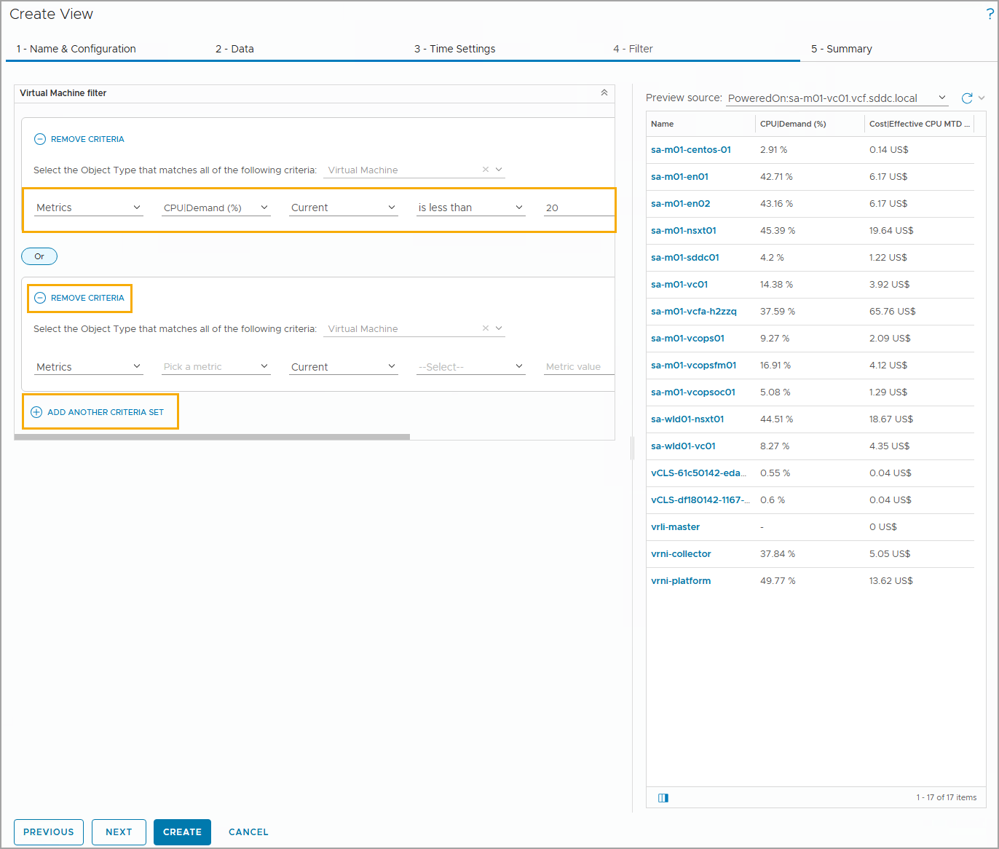 Create View
?
1 - Name & Configuration
2 - Data
3 - Time Settings
4 - Filter
5 - Summary
Virtual Machine filter
REMOVE CRITERIA
Select the Object Type that matches all of the following criteria: Virtual Machine
Metrics CPU|Demand (%) Current is less than 20
Or
REMOVE CRITERIA
Select the Object Type that matches all of the following criteria: Virtual Machine
Metrics Pick a metric Current --Select-- Metric value
ADD ANOTHER CRITERIA SET
Preview source: PoweredOn:sa-m01-vc01.vcf.sddc.local
Name CPU|Demand (%) Cost|Effective CPU MTD ...
sa-m01-centos-01 2.91 % 0.14 US$
sa-m01-en01 42.71 % 6.17 US$
sa-m01-en02 43.16 % 6.17 US$
sa-m01-nsxt01 45.39 % 19.64 US$
sa-m01-sddc01 4.2 % 1.22 US$
sa-m01-vc01 14.38 % 3.92 US$
sa-m01-vcfa-h2zzq 37.59 % 65.76 US$
sa-m01-vcops01 9.27 % 2.09 US$
sa-m01-vcopsfm01 16.91 % 4.12 US$
sa-m01-vcopsoc01 5.08 % 1.29 US$
sa-wld01-nsxt01 44.51 % 18.67 US$
sa-wld01-vc01 8.27 % 4.35 US$
vCLS-61c50142-eda... 0.55 % 0.04 US$
vCLS-df180142-1167-... 0.6 % 0.04 US$
vrli-master - 0 US$
vrni-collector 37.84 % 5.05 US$
vrni-platform 49.77 % 13.62 US$
1 - 17 of 17 items
PREVIOUS NEXT CREATE CANCEL